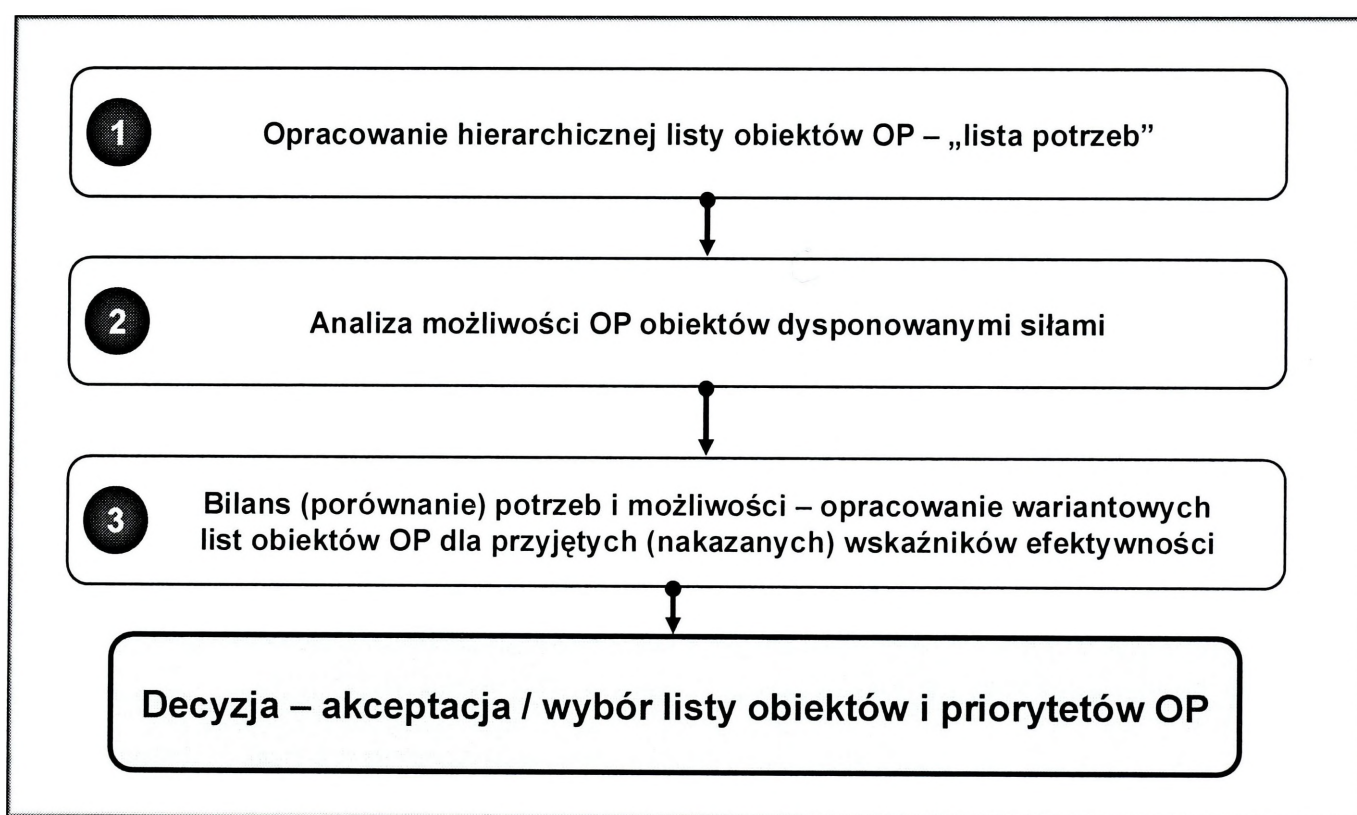 1
Opracowanie hierarchicznej listy obiektów OP – „lista potrzeb”
2
Analiza możliwości OP obiektów dysponowanymi siłami
3
Bilans (porównanie) potrzeb i możliwości – opracowanie wariantowych
list obiektów OP dla przyjętych (nakazanych) wskaźników efektywności
Decyzja – akceptacja / wybór listy obiektów i priorytetów OP